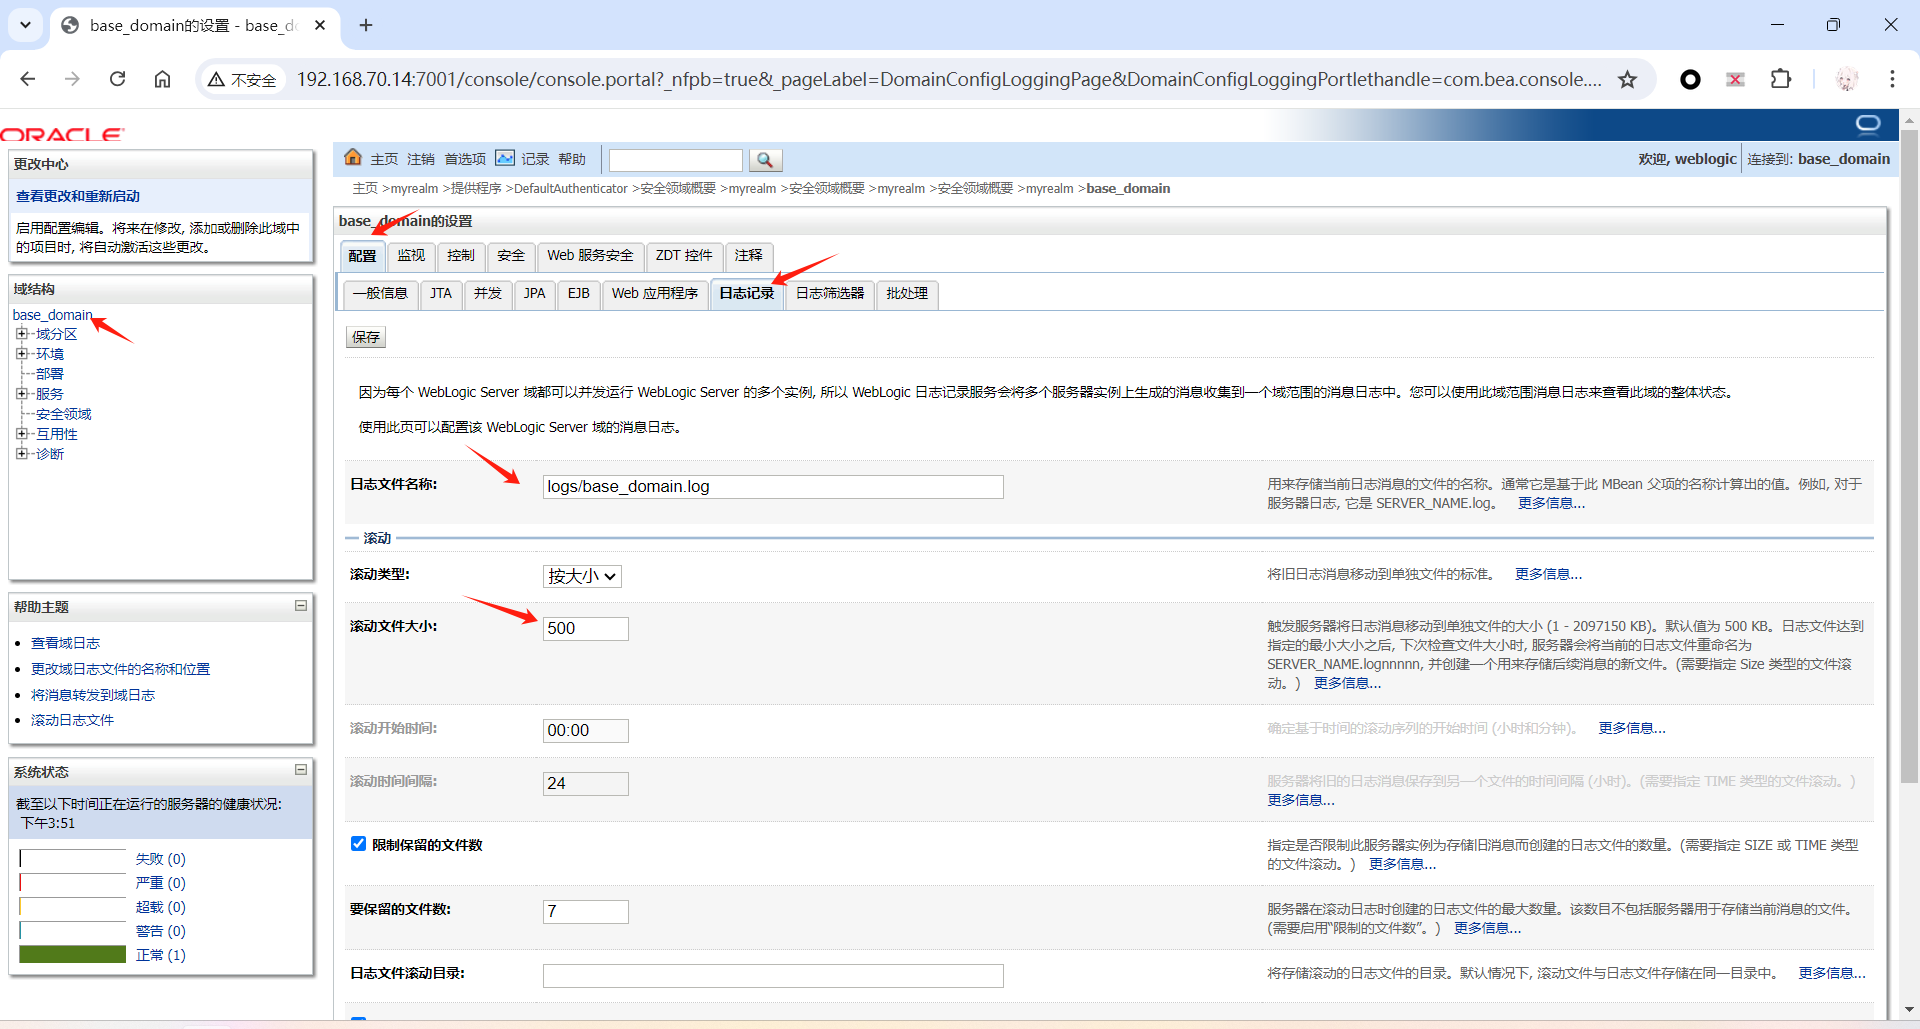 base_domain的设置 - base_d
不安全
192.168.70.14:7001/console/console.portal?_nfpb=true&_pageLabel=DomainConfigLoggingPage&DomainConfigLoggingPortlethandle=com.bea.console....
ORACLE
更改中心
查看更改和重新启动
启用配置编辑。将来在修改, 添加或删除此域中
的项目时, 将自动激活这些更改。
域结构
base_domain
域分区
环境
部署
服务
安全领域
互用性
诊断
帮助主题
查看域日志
更改域日志文件的名称和位置
将消息转发到域日志
滚动日志文件
系统状态
截至以下时间正在运行的服务器的健康状况:
下午3:51
失败 (0)
严重 (0)
超载 (0)
警告 (0)
正常 (1)
主页 注销 首选项 记录 帮助
欢迎, weblogic 连接到: base_domain
主页 >myrealm >提供程序 >DefaultAuthenticator >安全领域概要 >myrealm >安全领域概要 >myrealm >安全领域概要 >myrealm >base_domain
base_domain的设置
配置 监视 控制 安全 Web 服务安全 ZDT 控件 注释
一般信息 JTA 并发 JPA EJB Web 应用程序 日志记录 日志筛选器 批处理
保存
因为每个 WebLogic Server 域都可以并发运行 WebLogic Server 的多个实例, 所以 WebLogic 日志记录服务会将多个服务器实例上生成的消息收集到一个域范围的消息日志中。您可以使用此域范围消息日志来查看此域的整体状态。
使用此页可以配置该 WebLogic Server 域的消息日志。
日志文件名称:
logs/base_domain.log
用来存储当前日志消息的文件的名称。通常它是基于此 MBean 父项的名称计算出的值。例如, 对于
服务器日志, 它是 SERVER_NAME.log。 更多信息...
滚动
滚动类型:
按大小
将旧日志消息移动到单独文件的标准。 更多信息...
滚动文件大小:
500
触发服务器将日志消息移动到单独文件的大小 (1 - 2097150 KB)。默认值为 500 KB。日志文件达到
指定的最小大小之后, 下次检查文件大小时, 服务器会将当前的日志文件重命名为
SERVER_NAME.lognnnnn, 并创建一个用来存储后续消息的新文件。(需要指定 Size 类型的文件滚
动。) 更多信息...
滚动开始时间:
00:00
确定基于时间的滚动序列的开始时间 (小时和分钟)。 更多信息...
滚动时间间隔:
24
服务器将旧的日志消息保存到另一个文件的时间间隔 (小时)。(需要指定 TIME 类型的文件滚动。)
更多信息...
限制保留的文件数
指定是否限制此服务器实例为存储旧消息而创建的日志文件的数量。(需要指定 SIZE 或 TIME 类型
的文件滚动。) 更多信息...
要保留的文件数:
7
服务器在滚动日志时创建的日志文件的最大数量。该数目不包括服务器用于存储当前消息的文件。
(需要启用“限制的文件数”。) 更多信息...
日志文件滚动目录:
将存储滚动的日志文件的目录。默认情况下, 滚动文件与日志文件存储在同一目录中。 更多信息...